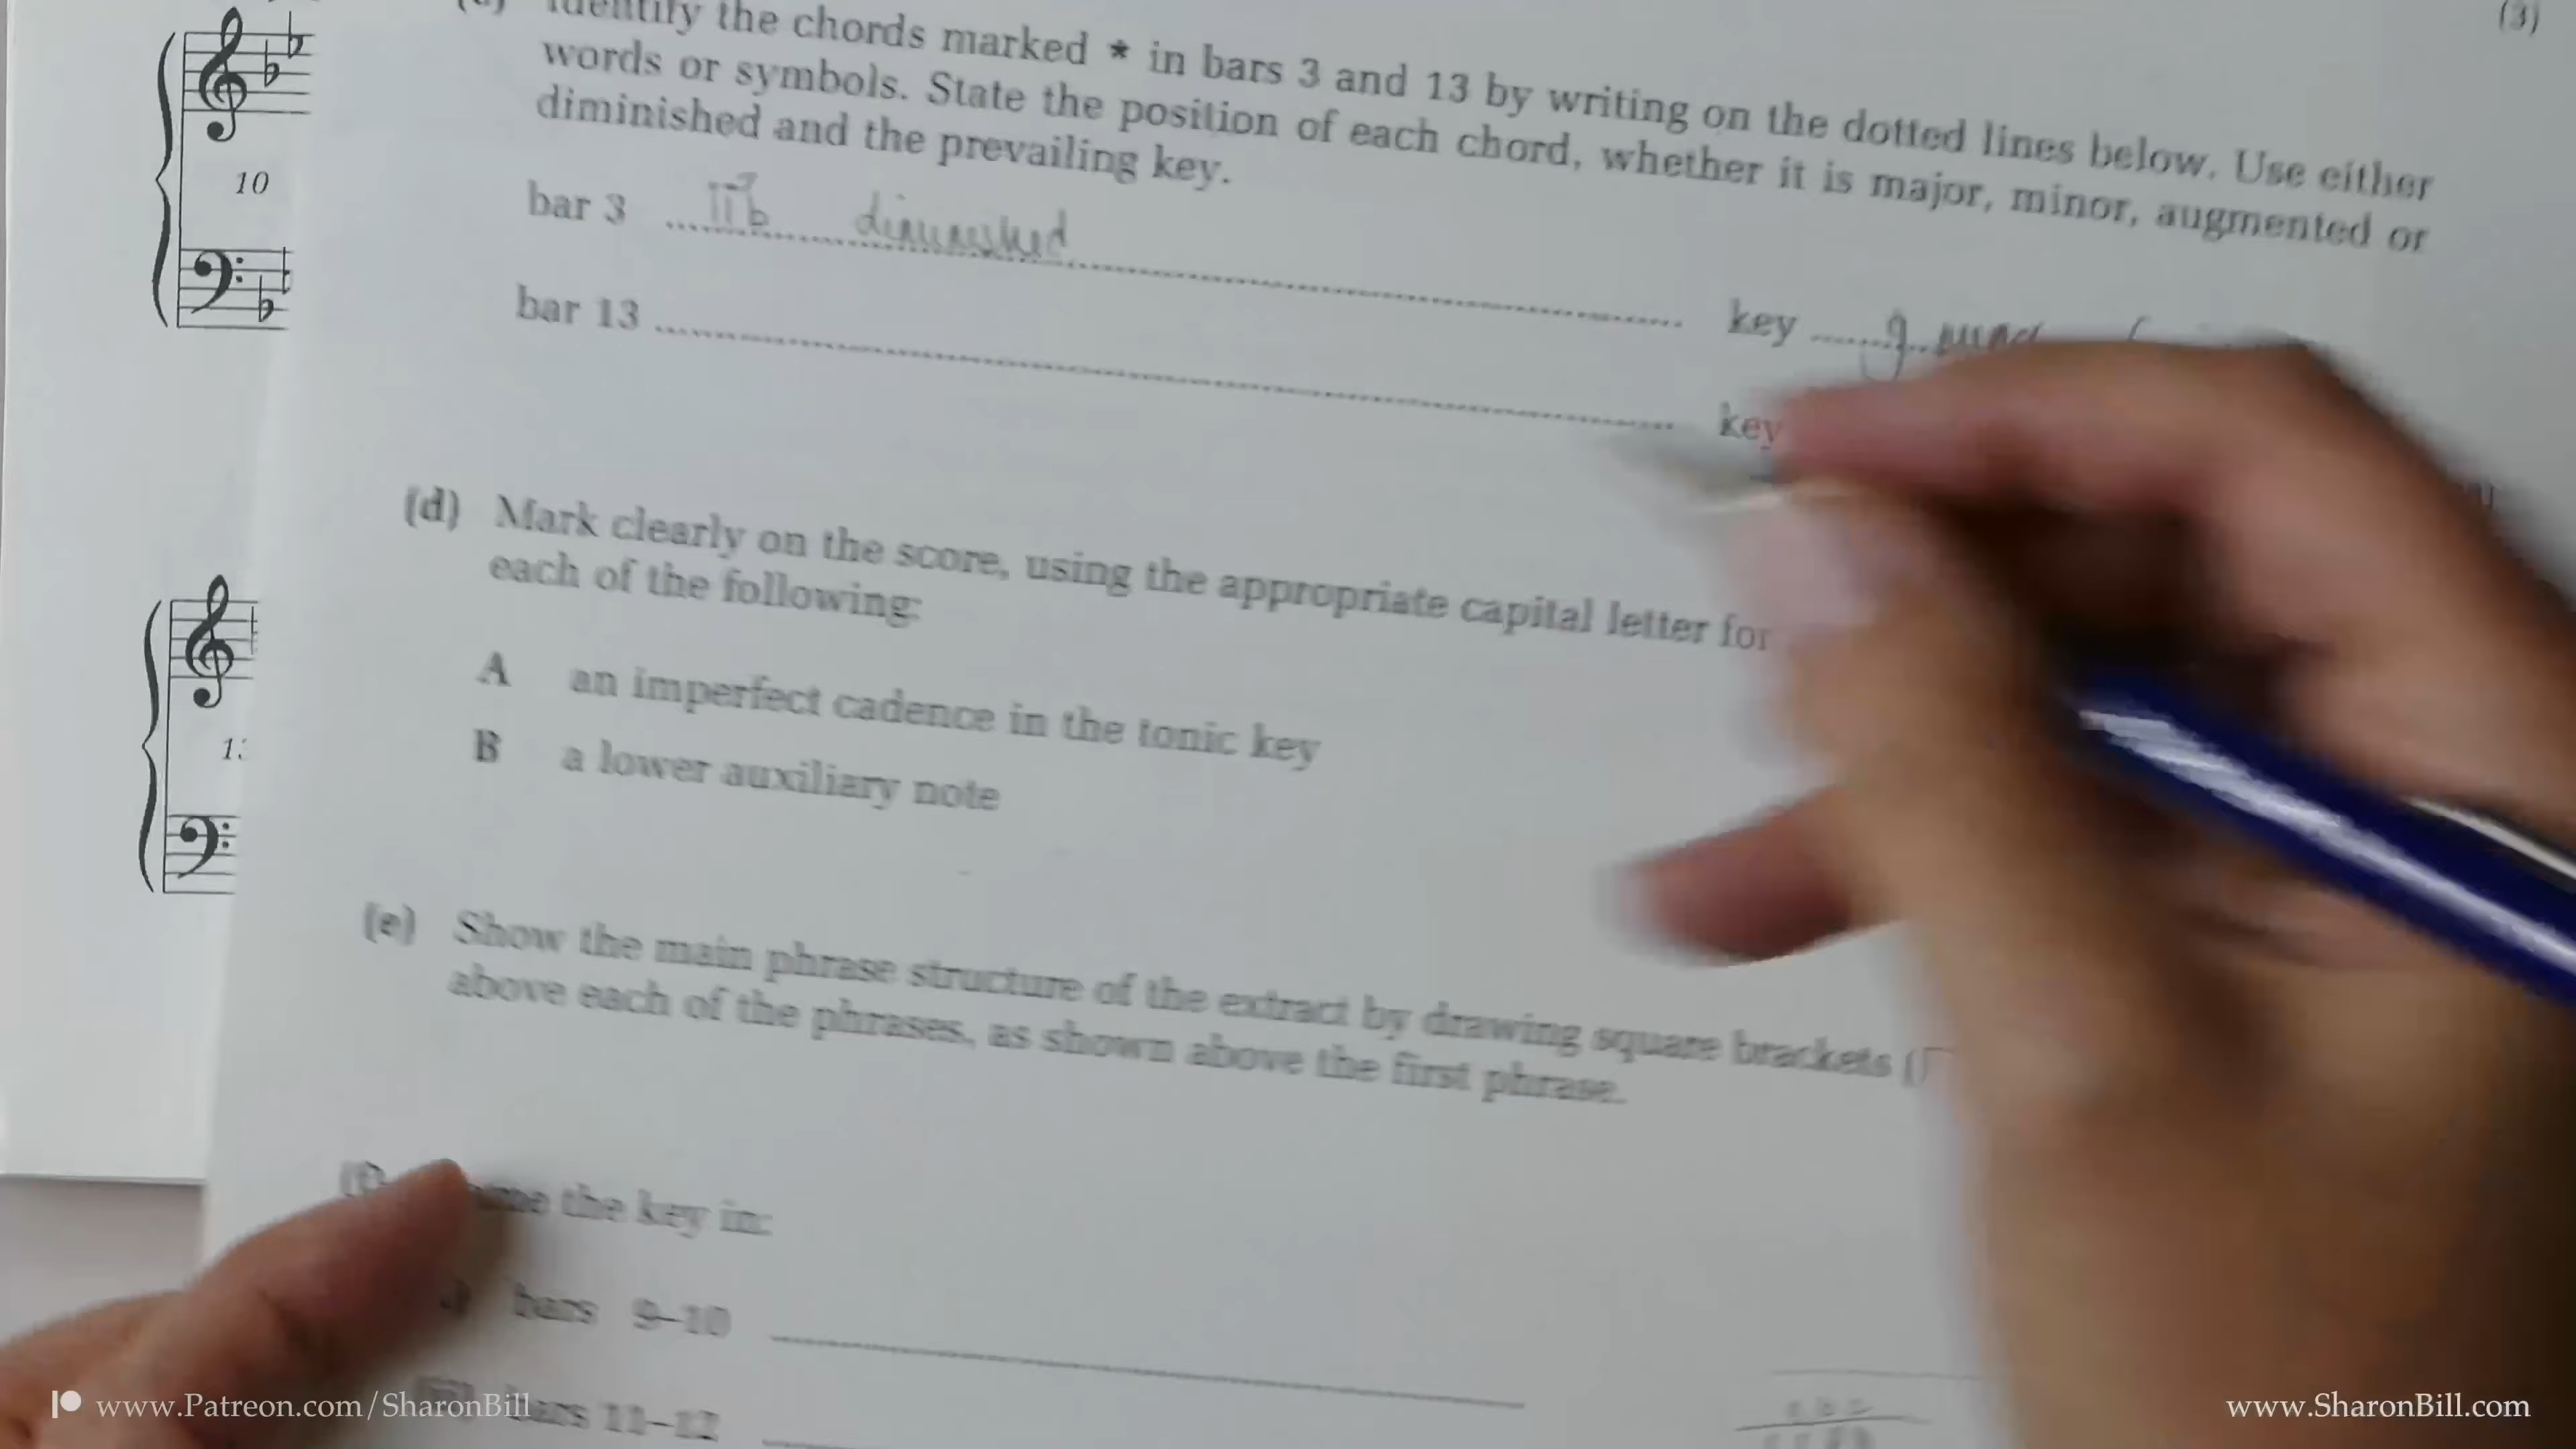 (3)
Identify the chords marked * in bars 3 and 13 by writing on the dotted lines below. Use either
words or symbols. State the position of each chord, whether it is major, minor, augmented or
diminished and the prevailing key.
bar 3 ii7b diminished key g
bar 13 key
10
(d) Mark clearly on the score, using the appropriate capital letter for
each of the following:
A an imperfect cadence in the tonic key
B a lower auxiliary note
(e) Show the main phrase structure of the extract by drawing square brackets (
above each of the phrases, as shown above the first phrase.
the key in:
bars 9–10
bars 11–12
www.Patreon.com/SharonBill
www.SharonBill.com